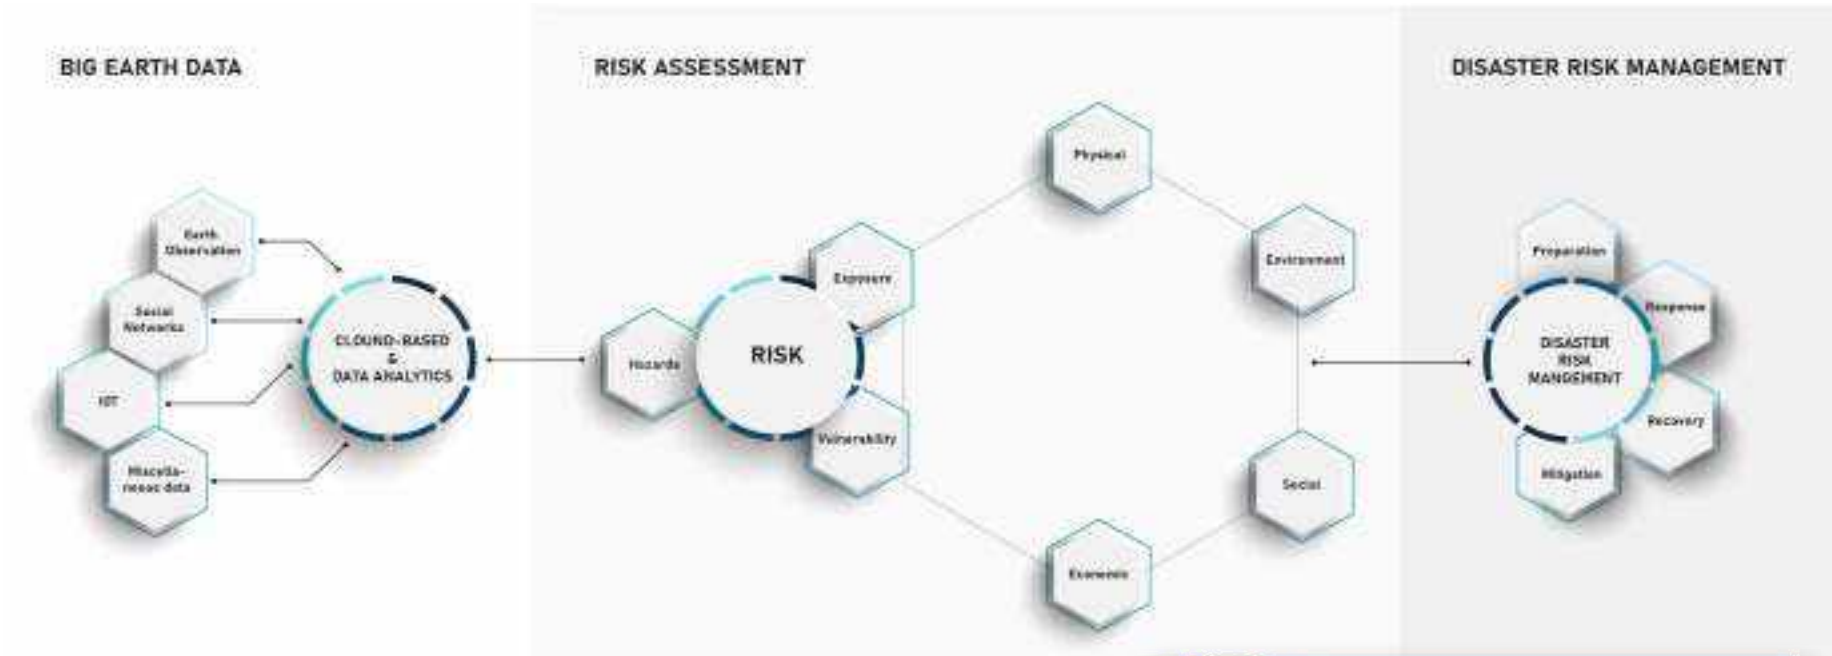 BIG EARTH DATA
RISK ASSESSMENT
DISASTER RISK MANAGEMENT
Earth
Observation
Social
Networks
IOT
Miscella-
neous data
CLOUND-BASED
&
DATA ANALYTICS
Hazards
RISK
Exposure
Vulnerability
Physical
Environment
Social
Economic
Preparation
Response
DISASTER
RISK
MANGEMENT
Recovery
Mitigation